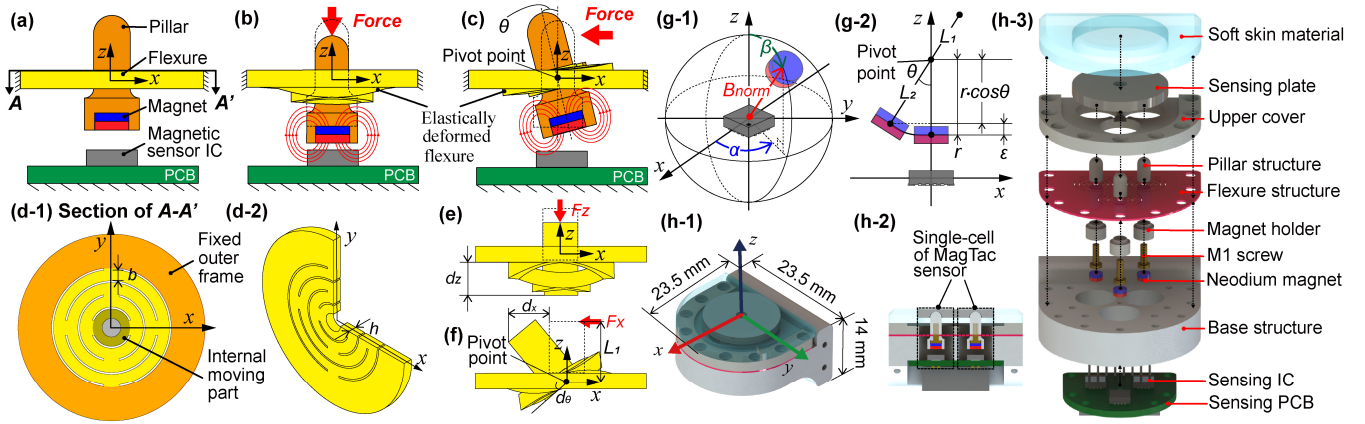 (a)
Pillar
Flexure
z
x
A
A'
Magnet
Magnetic
sensor IC
PCB
(b)
Force
z
x
Elastically
deformed
flexure
PCB
(c)
θ
Force
Pivot point
z
x
PCB
(d-1) Section of A-A'
y
b
x
Fixed
outer
frame
Internal
moving
part
(d-2)
y
h
x
(e)
Fz
z
x
dz
(f)
dx
Fx
Pivot
point
z
L1
x
dθ
(g-1)
z
β
Bnorm
y
α
x
(g-2)
z
L1
Pivot
point
θ
L2
r·cosθ
r
ε
x
(h-1)
z
23.5 mm
23.5 mm
14 mm
x
y
(h-2)
Single-cell
of MagTac
sensor
(h-3)
Soft skin material
Sensing plate
Upper cover
Pillar structure
Flexure structure
Magnet holder
M1 screw
Neodium magnet
Base structure
Sensing IC
Sensing PCB